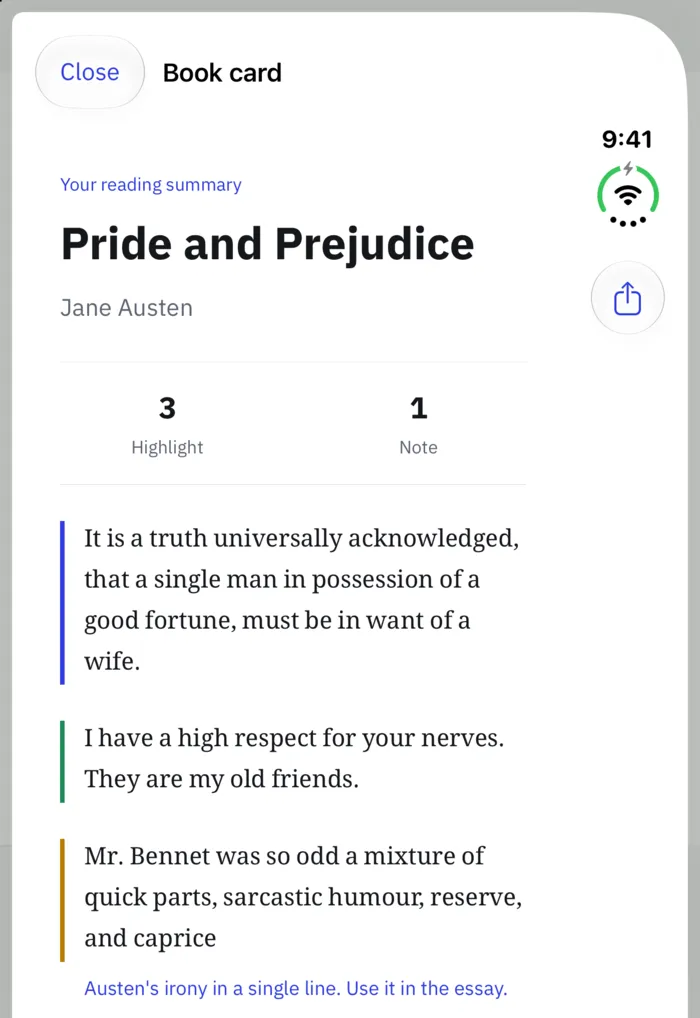 Close
Book card
9:41
Your reading summary
Pride and Prejudice
Jane Austen
3
Highlight
1
Note
It is a truth universally acknowledged,
that a single man in possession of a
good fortune, must be in want of a
wife.
I have a high respect for your nerves.
They are my old friends.
Mr. Bennet was so odd a mixture of
quick parts, sarcastic humour, reserve,
and caprice
Austen's irony in a single line. Use it in the essay.